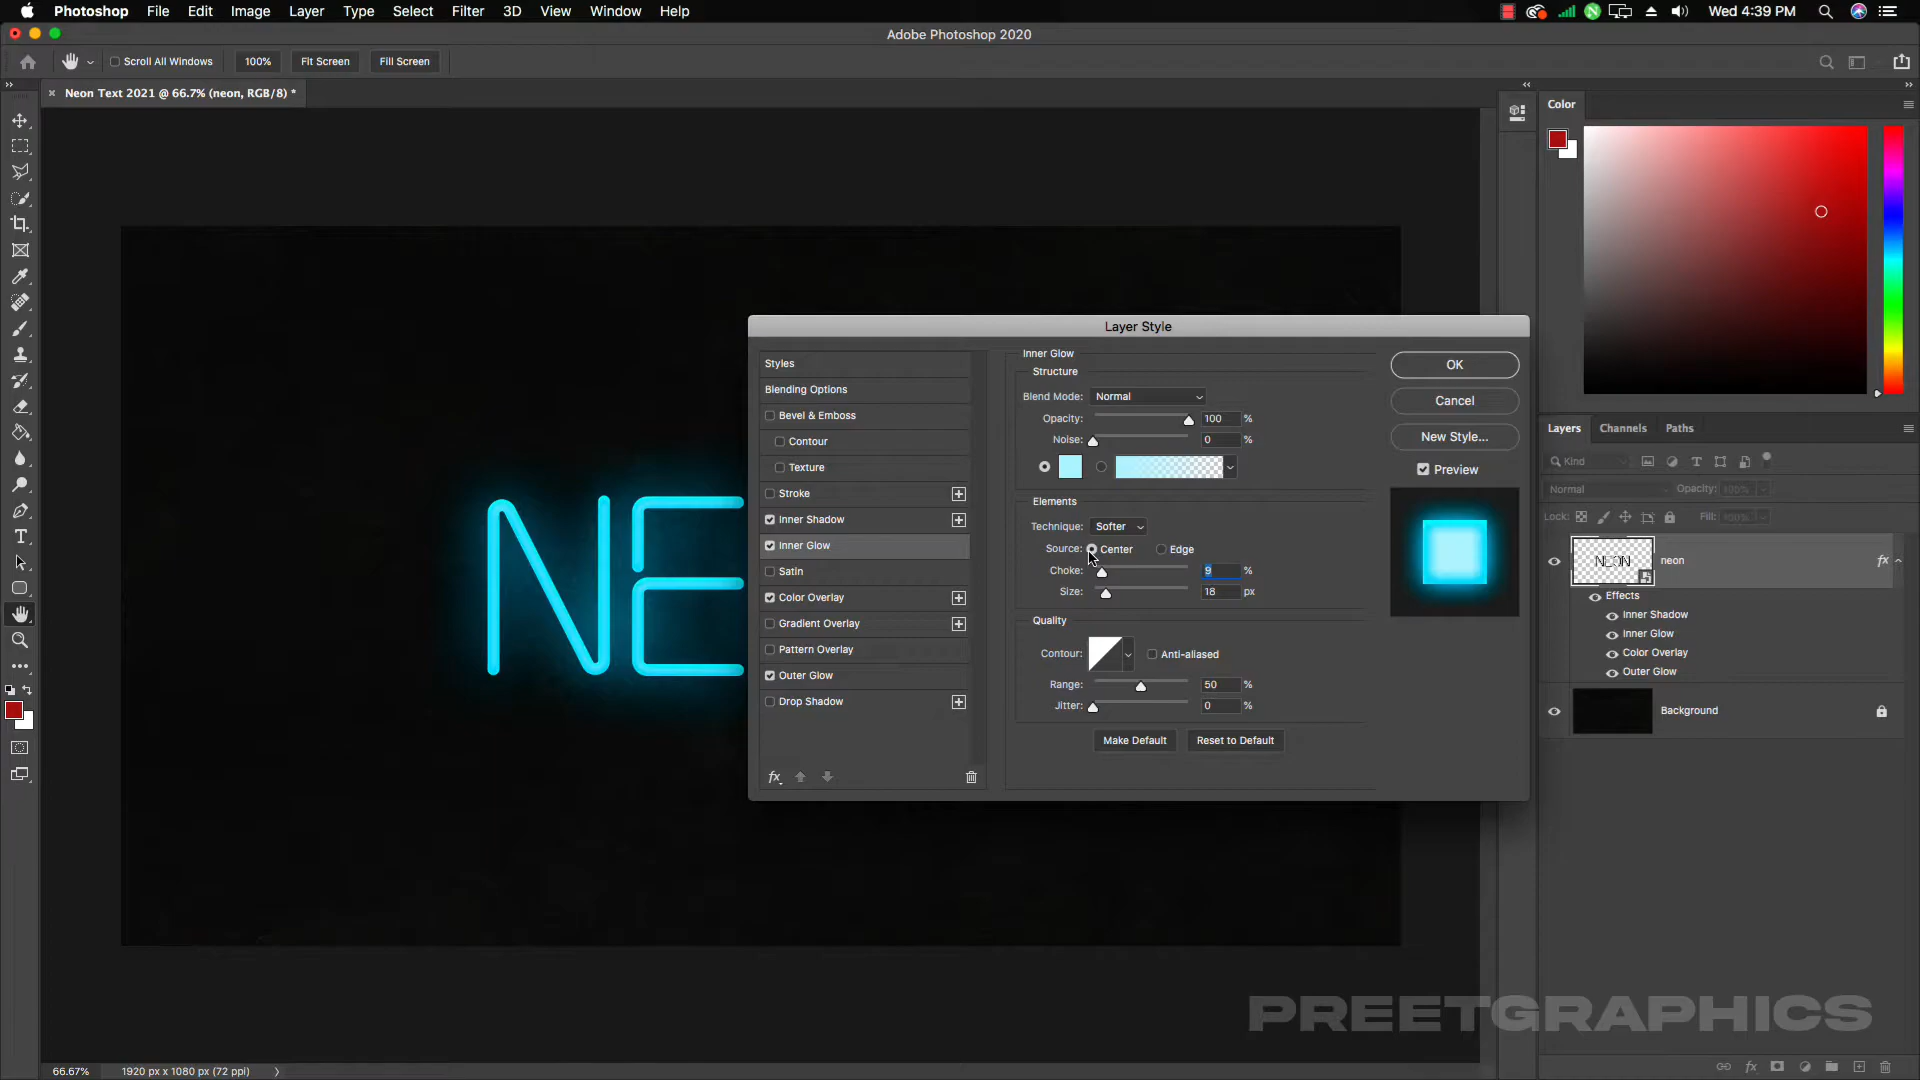 Photoshop File Edit Image Layer Type Select Filter 3D View Window Help Wed 4:39 PM
Adobe Photoshop 2020
Scroll All Windows 100% Fit Screen Fill Screen
Neon Text 2021 @ 66.7% (neon, RGB/8) *
Color
NE
Layer Style
Styles
Blending Options
Bevel & Emboss
Contour
Texture
Stroke
Inner Shadow
Inner Glow
Satin
Color Overlay
Gradient Overlay
Pattern Overlay
Outer Glow
Drop Shadow
fx
Inner Glow
Structure
Blend Mode: Normal
Opacity: 100 %
Noise: 0 %
Elements
Technique: Softer
Source: Center Edge
Choke: 9 %
Size: 18 px
Quality
Contour: Anti-aliased
Range: 50 %
Jitter: 0 %
Make Default Reset to Default
OK
Cancel
New Style...
Preview
Layers Channels Paths
Kind
Normal Opacity: 100%
Lock: Fill: 100%
NEON neon fx
Effects
Inner Shadow
Inner Glow
Color Overlay
Outer Glow
Background
PREETGRAPHICS
66.67% 1920 px x 1080 px (72 ppi)
fx